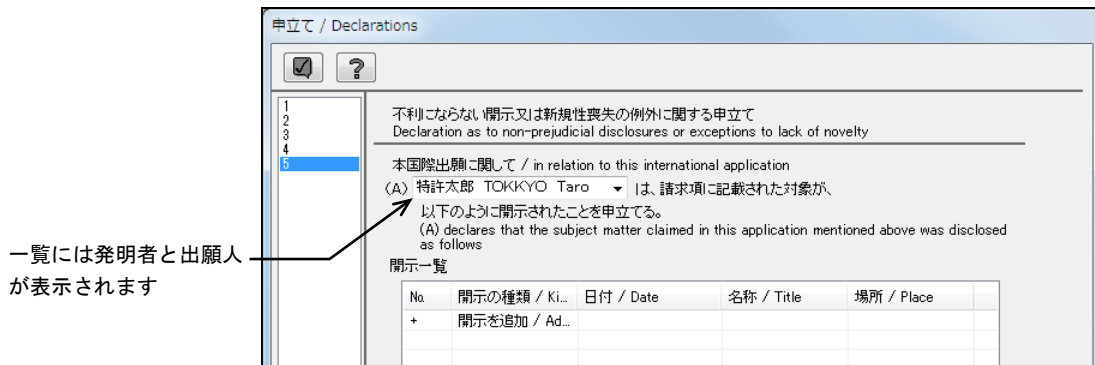 申立て / Declarations
1
2
3
4
5
不利にならない開示又は新規性喪失の例外に関する申立て
Declaration as to non-prejudicial disclosures or exceptions to lack of novelty
本国際出願に関して / in relation to this international application
(A) 特許太郎 TOKKYO Taro は、請求項に記載された対象が、
以下のように開示されたことを申立てる。
(A) declares that the subject matter claimed in this application mentioned above was disclosed
as follows
一覧には発明者と出願人
が表示されます
開示一覧
No. 開示の種類 / Ki... 日付 / Date 名称 / Title 場所 / Place
+ 開示を追加 / Ad...